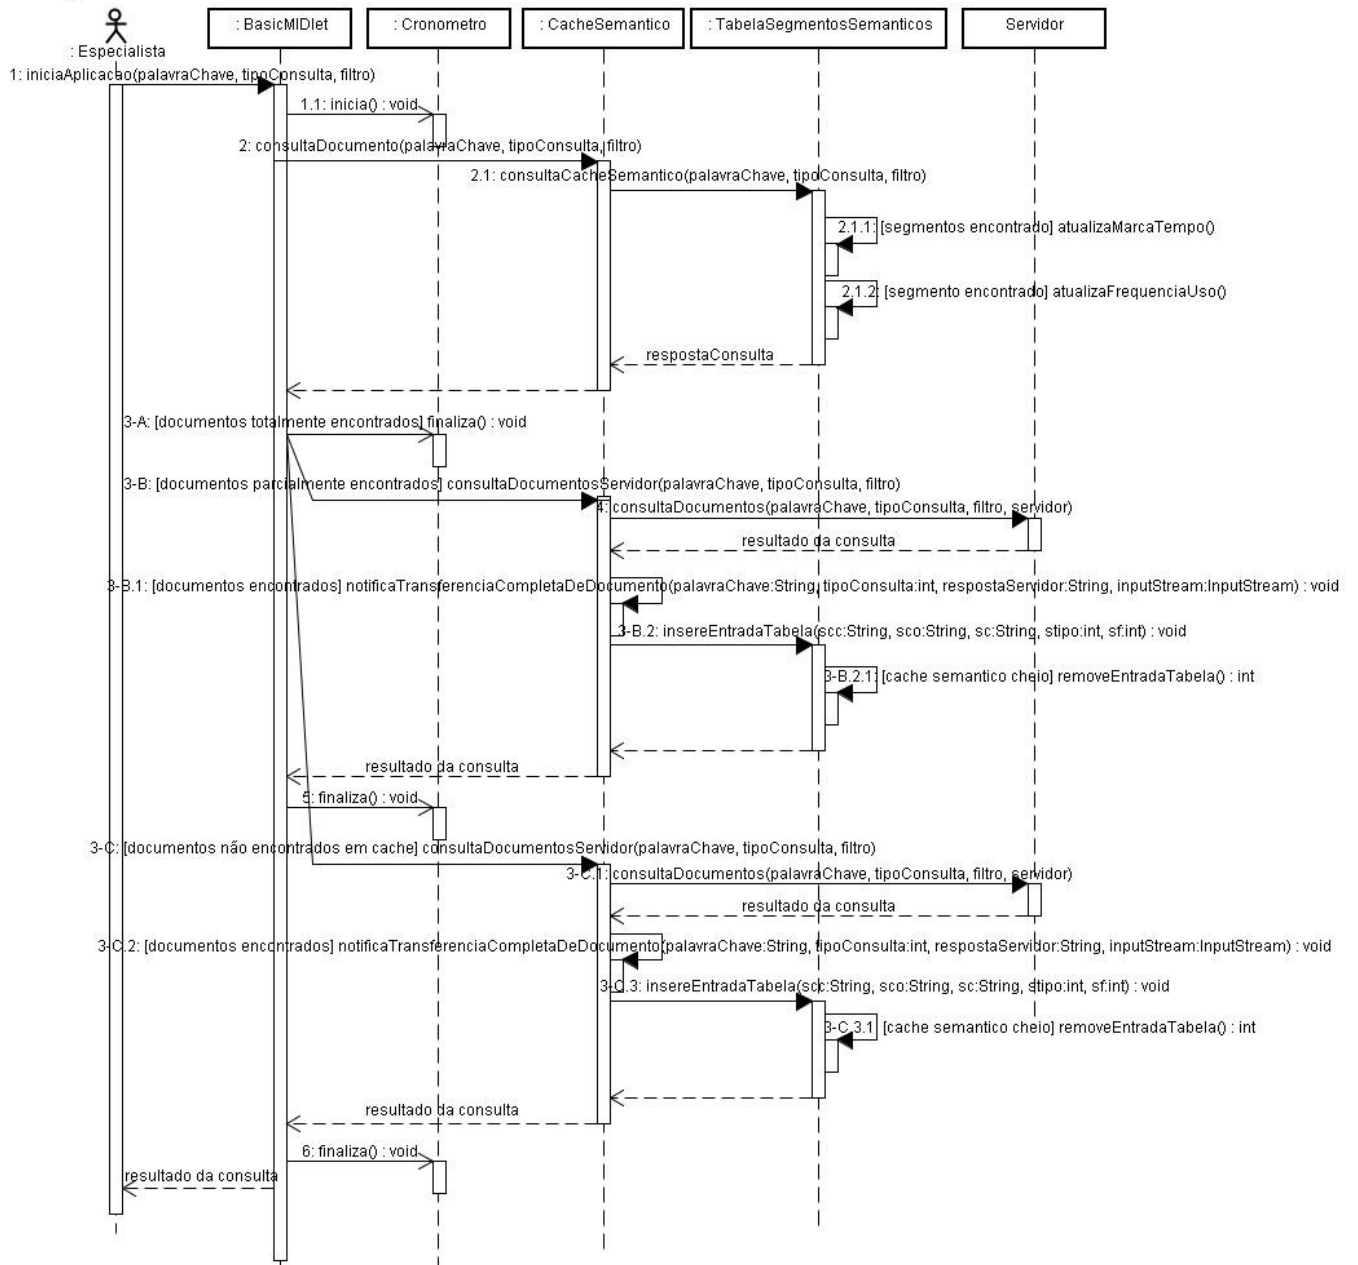 : BasicMIDlet
: Cronometro
: CacheSemantico
: TabelaSegmentosSemanticos
Servidor
: Especialista
1: iniciaAplicacao(palavraChave, tipoConsulta, filtro)
1.1: inicia() : void
2: consultaDocumento(palavraChave, tipoConsulta, filtro)
2.1: consultaCacheSemantico(palavraChave, tipoConsulta, filtro)
2.1.1: [segmentos encontrado] atualizaMarcaTempo()
2.1.2: [segmento encontrado] atualizaFrequenciaUso()
respostaConsulta
3-A: [documentos totalmente encontrados] finaliza() : void
3-B: [documentos parcialmente encontrados] consultaDocumentosServidor(palavraChave, tipoConsulta, filtro)
4: consultaDocumentos(palavraChave, tipoConsulta, filtro, servidor)
resultado da consulta
3-B.1: [documentos encontrados] notificaTransferenciaCompletaDeDocumento(palavraChave:String, tipoConsulta:int, respostaServidor:String, inputStream:InputStream) : void
3-B.2: insereEntradaTabela(scc:String, sco:String, sc:String, stipo:int, sf:int) : void
3-B.2.1: [cache semantico cheio] removeEntradaTabela() : int
resultado da consulta
5: finaliza() : void
3-C: [documentos não encontrados em cache] consultaDocumentosServidor(palavraChave, tipoConsulta, filtro)
3-C.1: consultaDocumentos(palavraChave, tipoConsulta, filtro, servidor)
resultado da consulta
3-C.2: [documentos encontrados] notificaTransferenciaCompletaDeDocumento(palavraChave:String, tipoConsulta:int, respostaServidor:String, inputStream:InputStream) : void
3-C.3: insereEntradaTabela(scc:String, sco:String, sc:String, stipo:int, sf:int) : void
3-C.3.1: [cache semantico cheio] removeEntradaTabela() : int
resultado da consulta
6: finaliza() : void
resultado da consulta